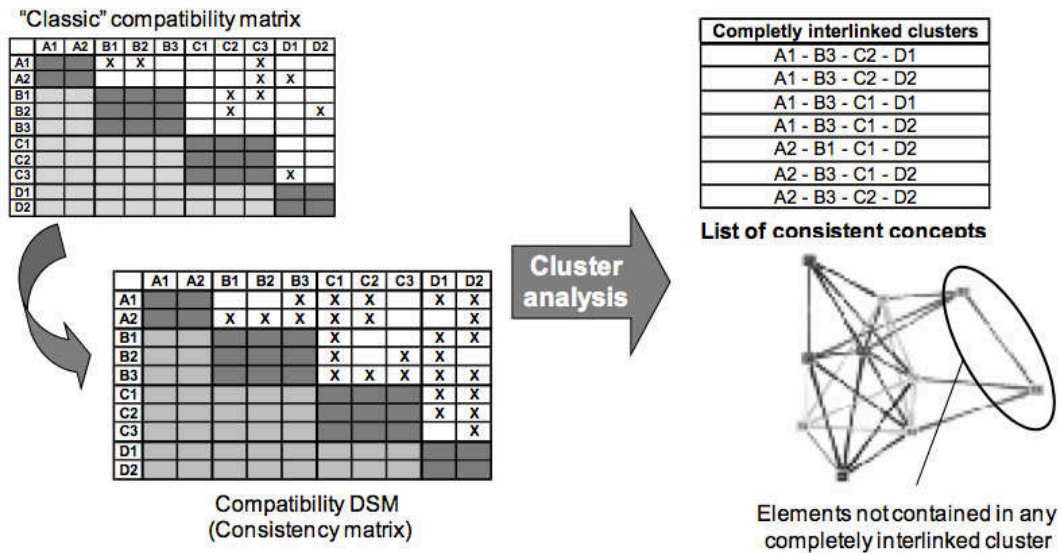 “Classic” compatibility matrix
A1 A2 B1 B2 B3 C1 C2 C3 D1 D2
A1 X X X
A2 X X
B1 X X
B2 X X
B3
C1
C2
C3 X
D1
D2
A1 A2 B1 B2 B3 C1 C2 C3 D1 D2
A1 X X X X X
A2 X X X X X X
B1 X X X
B2 X X X
B3 X X X X X
C1 X X
C2 X X
C3 X
D1
D2
Compatibility DSM
(Consistency matrix)
Cluster
analysis
Completly interlinked clusters
A1 - B3 - C2 - D1
A1 - B3 - C2 - D2
A1 - B3 - C1 - D1
A1 - B3 - C1 - D2
A2 - B1 - C1 - D2
A2 - B3 - C1 - D2
A2 - B3 - C2 - D2
List of consistent concepts
Elements not contained in any
completely interlinked cluster